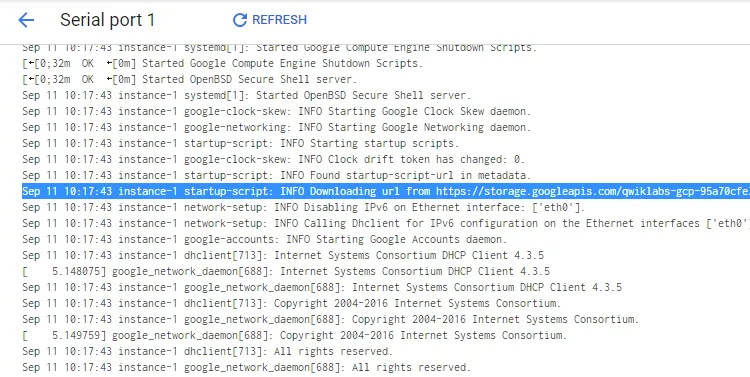 Serial port 1
REFRESH
Sep 11 10:17:43 instance-1 systemd[1]: Started Google Compute Engine Shutdown Scripts.
[←[0;32m  OK  ←[0m] Started Google Compute Engine Shutdown Scripts.
[←[0;32m  OK  ←[0m] Started OpenBSD Secure Shell server.
Sep 11 10:17:43 instance-1 systemd[1]: Started OpenBSD Secure Shell server.
Sep 11 10:17:43 instance-1 google-clock-skew: INFO Starting Google Clock Skew daemon.
Sep 11 10:17:43 instance-1 google-networking: INFO Starting Google Networking daemon.
Sep 11 10:17:43 instance-1 startup-script: INFO Starting startup scripts.
Sep 11 10:17:43 instance-1 google-clock-skew: INFO Clock drift token has changed: 0.
Sep 11 10:17:43 instance-1 startup-script: INFO Found startup-script-url in metadata.
Sep 11 10:17:43 instance-1 startup-script: INFO Downloading url from https://storage.googleapis.com/qwiklabs-gcp-95a70cfe
Sep 11 10:17:43 instance-1 network-setup: INFO Disabling IPv6 on Ethernet interface: ['eth0'].
Sep 11 10:17:43 instance-1 network-setup: INFO Calling Dhclient for IPv6 configuration on the Ethernet interfaces ['eth0']
Sep 11 10:17:43 instance-1 google-accounts: INFO Starting Google Accounts daemon.
Sep 11 10:17:43 instance-1 dhclient[713]: Internet Systems Consortium DHCP Client 4.3.5
[    5.148075] google_network_daemon[688]: Internet Systems Consortium DHCP Client 4.3.5
Sep 11 10:17:43 instance-1 google_network_daemon[688]: Internet Systems Consortium DHCP Client 4.3.5
Sep 11 10:17:43 instance-1 dhclient[713]: Copyright 2004-2016 Internet Systems Consortium.
Sep 11 10:17:43 instance-1 google_network_daemon[688]: Copyright 2004-2016 Internet Systems Consortium.
[    5.149759] google_network_daemon[688]: Copyright 2004-2016 Internet Systems Consortium.
Sep 11 10:17:43 instance-1 dhclient[713]: All rights reserved.
Sep 11 10:17:43 instance-1 google_network_daemon[688]: All rights reserved.